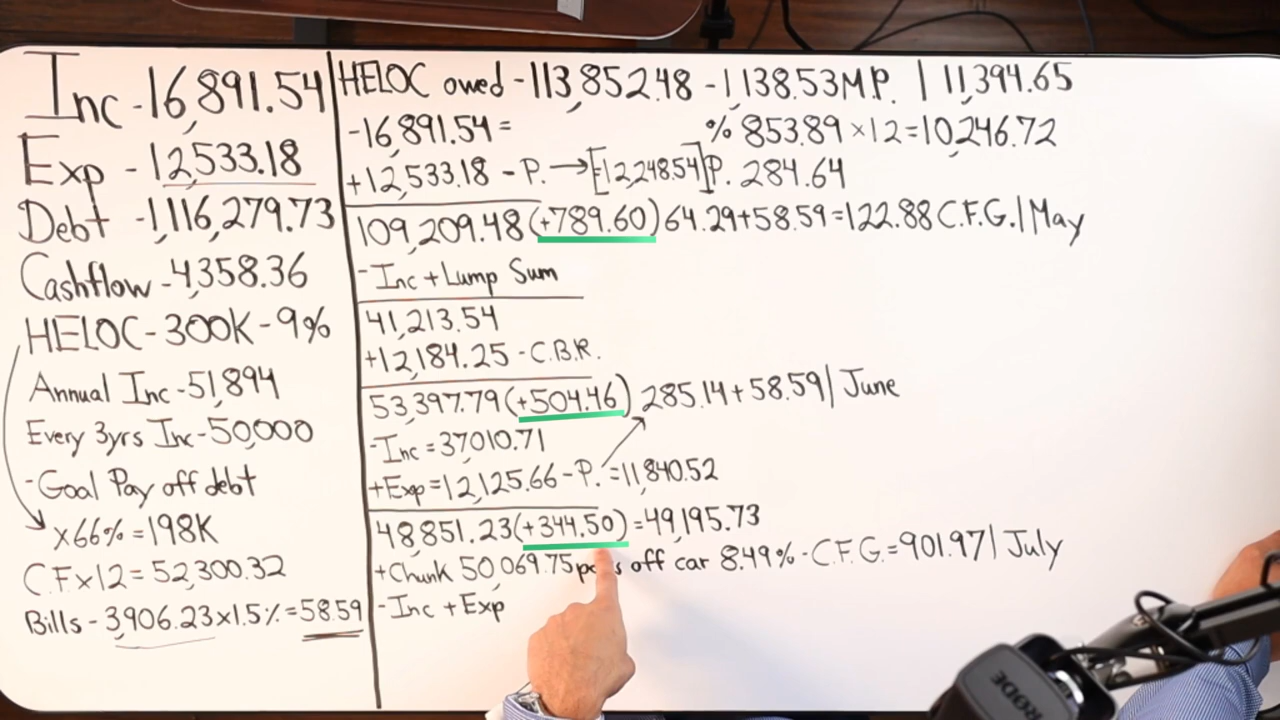 Inc - 16,891.54
Exp - 12,533.18
Debt - 1,116,279.73
Cashflow - 4,358.36
HELOC - 300K - 9%
Annual Inc - 51,894
Every 3yrs Inc - 50,000
- Goal Pay off debt
x66% = 198K
C.F x 12 = 52,300.32
Bills - 3906.23 x 1.5% = 58.59
HELOC owed - 113,852.48 - 1,138.53 M.P. | 11,394.65
- 16,891.54 =
% 853.89 x 12 = 10,246.72
+ 12,533.18 - P. → [12,248.54] P. 284.64
109,209.48 (+789.60) 64.29 + 58.59 = 122.88 C.F.G. | May
- Inc + Lump Sum
41,213.54
+12,184.25 - C.B.R.
53,397.79 (+504.46) 285.14 + 58.59 | June
- Inc = 37010.71
+ Exp = 12,125.66 - P. = 11,840.52
48,851.23 (+344.50) = 49,195.73
+ Chunk 50,069.75 off car 8.49% - C.F.G. = 901.97 | July
- Inc + Exp
RØDE